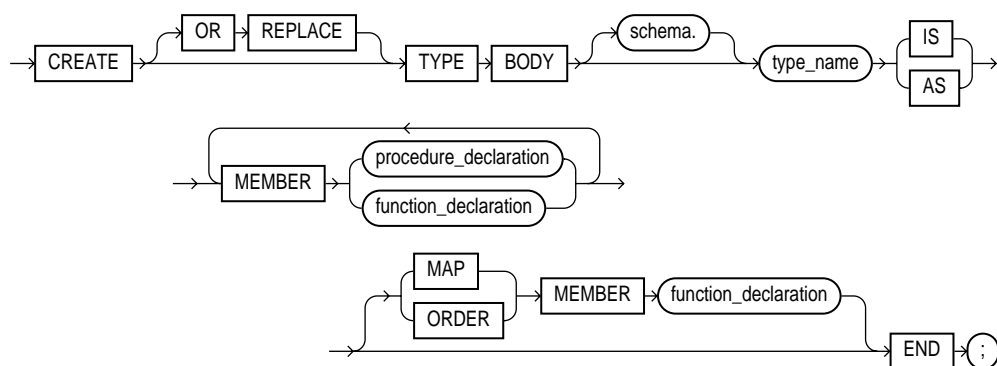 OR REPLACE schema. IS
CREATE TYPE BODY type_name
AS
procedure_declaration
MEMBER
function_declaration
MAP
MEMBER function_declaration
ORDER
END ;